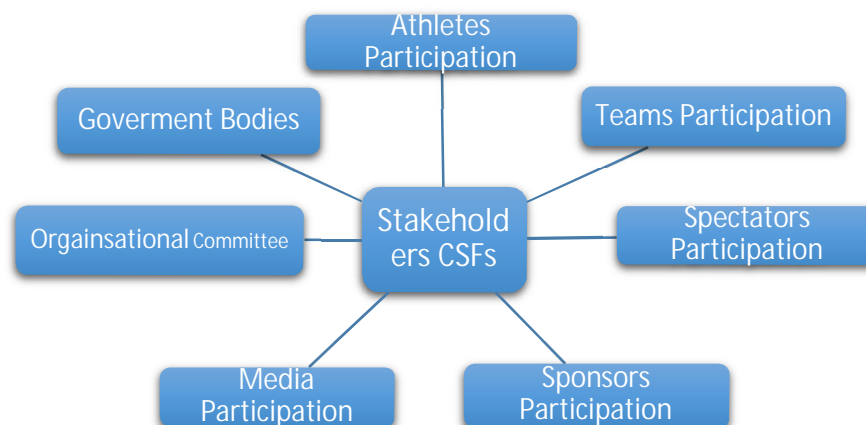 Athletes
Participation
Goverment Bodies
Teams Participation
Orgainsational Committee
Stakehold
ers CSFs
Spectators
Participation
Media
Participation
Sponsors
Participation